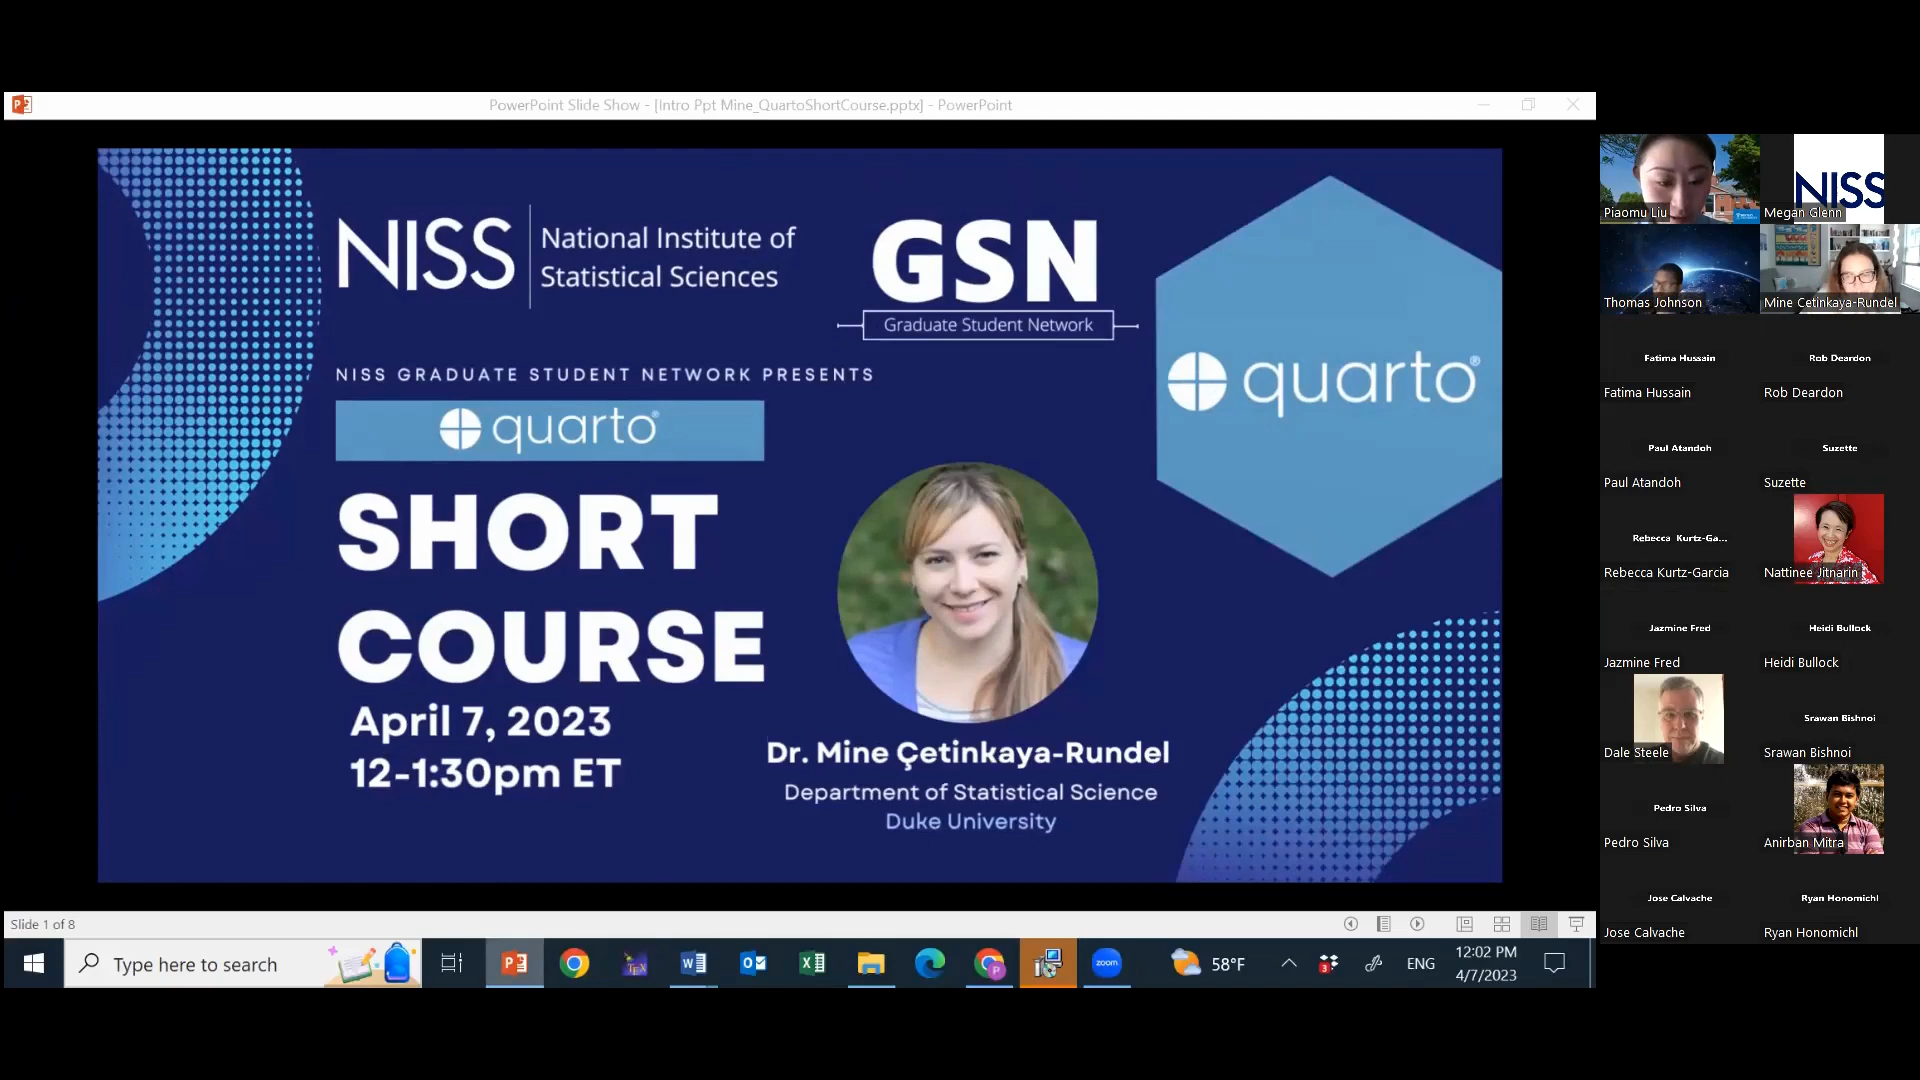 PowerPoint Slide Show - [Intro Ppt Mine_QuartoShortCourse.pptx] - PowerPoint
NISS
National Institute of
Statistical Sciences
GSN
Graduate Student Network
NISS GRADUATE STUDENT NETWORK PRESENTS
quarto®
quarto®
SHORT
COURSE
April 7, 2023
12-1:30pm ET
Dr. Mine Çetinkaya-Rundel
Department of Statistical Science
Duke University
Slide 1 of 8
Type here to search
TEX
zoom
P
58°F
3
ENG
12:02 PM
4/7/2023
Piaomu Liu
NISS
Megan Glenn
Thomas Johnson
Mine Cetinkaya-Rundel
Fatima Hussain
Fatima Hussain
Rob Deardon
Rob Deardon
Paul Atandoh
Paul Atandoh
Suzette
Suzette
Rebecca Kurtz-Ga...
Rebecca Kurtz-Garcia
Nattinee Jitnarin
Jazmine Fred
Jazmine Fred
Heidi Bullock
Heidi Bullock
Dale Steele
Srawan Bishnoi
Srawan Bishnoi
Pedro Silva
Pedro Silva
Anirban Mitra
Jose Calvache
Jose Calvache
Ryan Honomichl
Ryan Honomichl